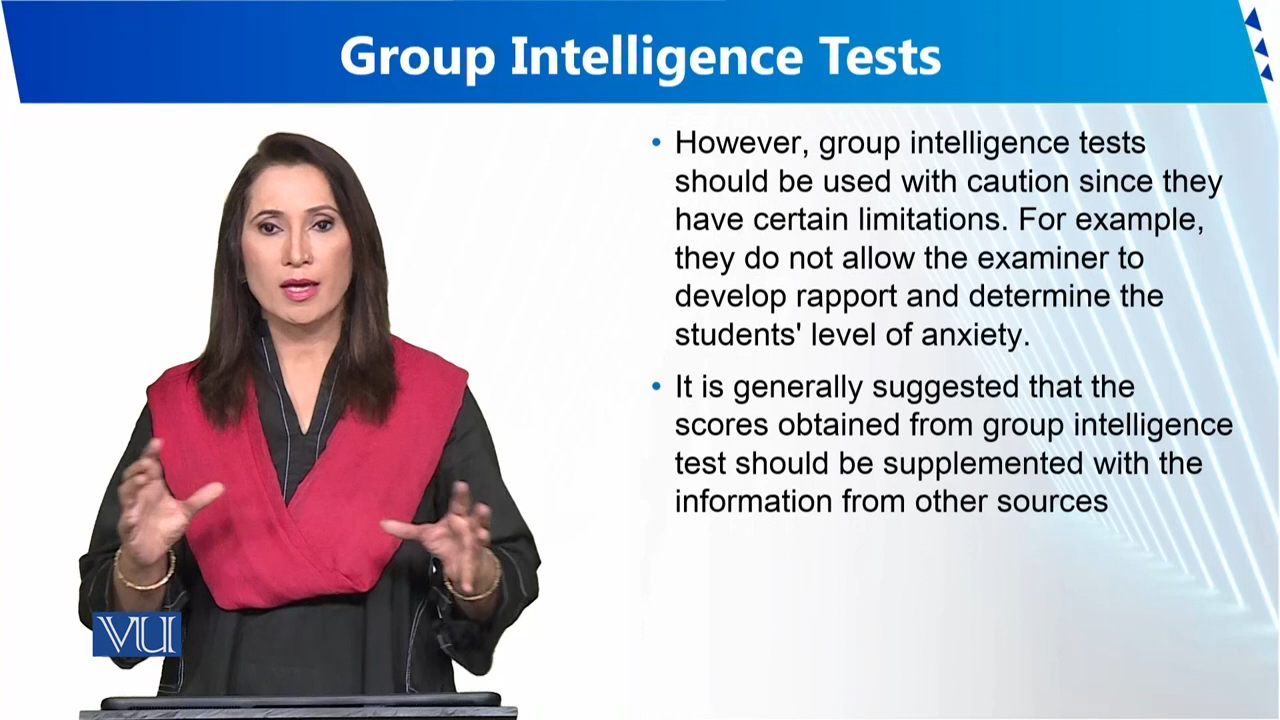 Group Intelligence Tests
• However, group intelligence tests
should be used with caution since they
have certain limitations. For example,
they do not allow the examiner to
develop rapport and determine the
students' level of anxiety.
• It is generally suggested that the
scores obtained from group intelligence
test should be supplemented with the
information from other sources
VU